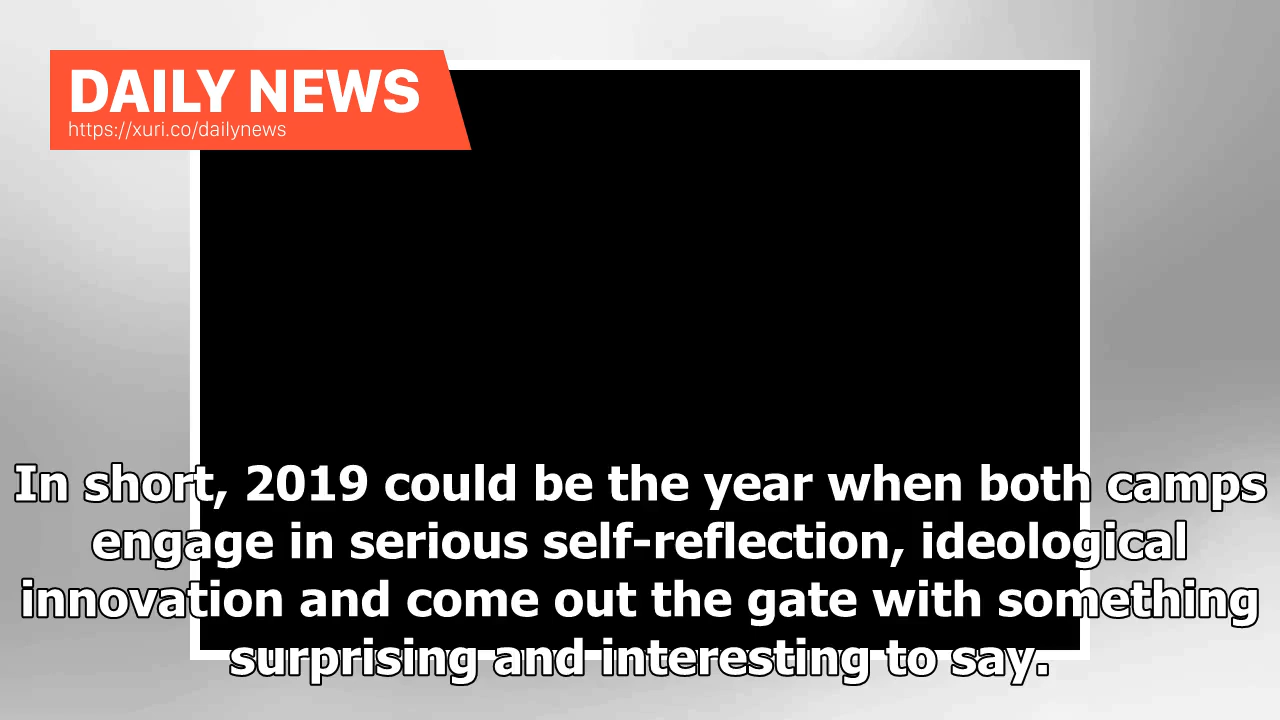 DAILY NEWS
https://xuri.co/dailynews
In short, 2019 could be the year when both camps
engage in serious self-reflection, ideological
innovation and come out the gate with something
surprising and interesting to say.